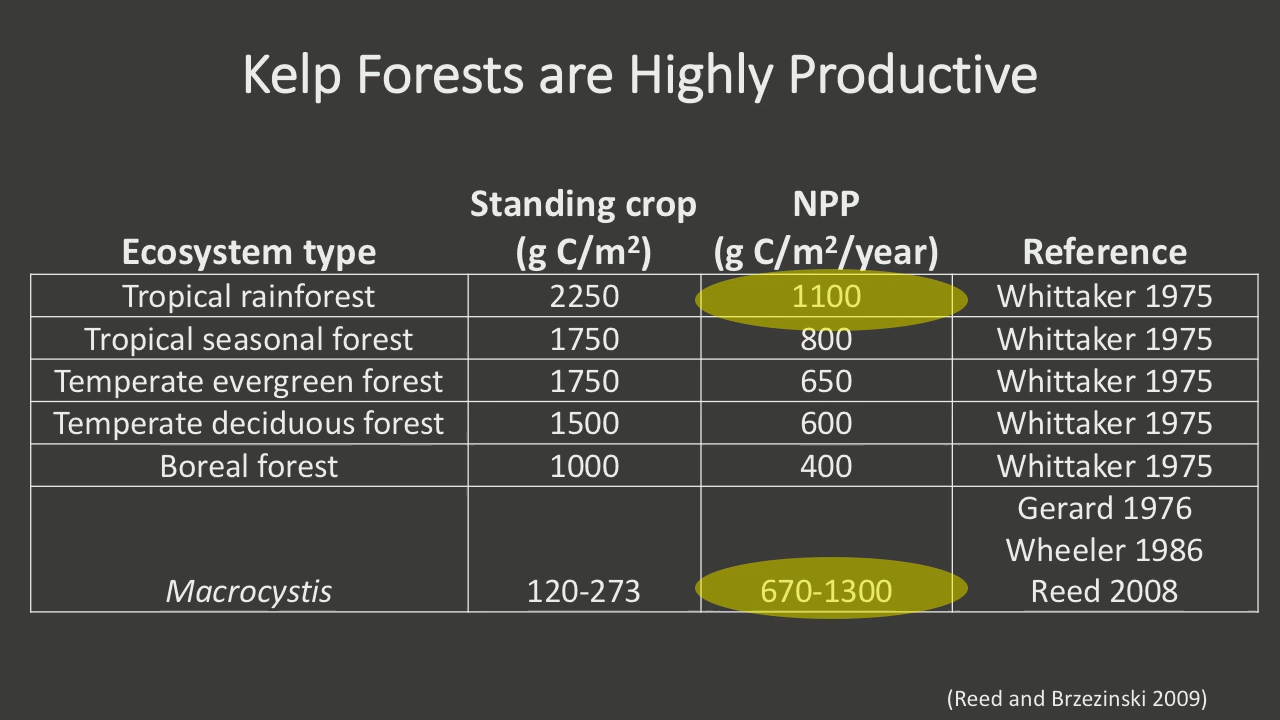 Kelp Forests are Highly Productive
Standing crop NPP
Ecosystem type (g C/m²) (g C/m²/year) Reference
Tropical rainforest 2250 1100 Whittaker 1975
Tropical seasonal forest 1750 800 Whittaker 1975
Temperate evergreen forest 1750 650 Whittaker 1975
Temperate deciduous forest 1500 600 Whittaker 1975
Boreal forest 1000 400 Whittaker 1975
Gerard 1976
Wheeler 1986
Macrocystis 120-273 670-1300 Reed 2008
(Reed and Brzezinski 2009)